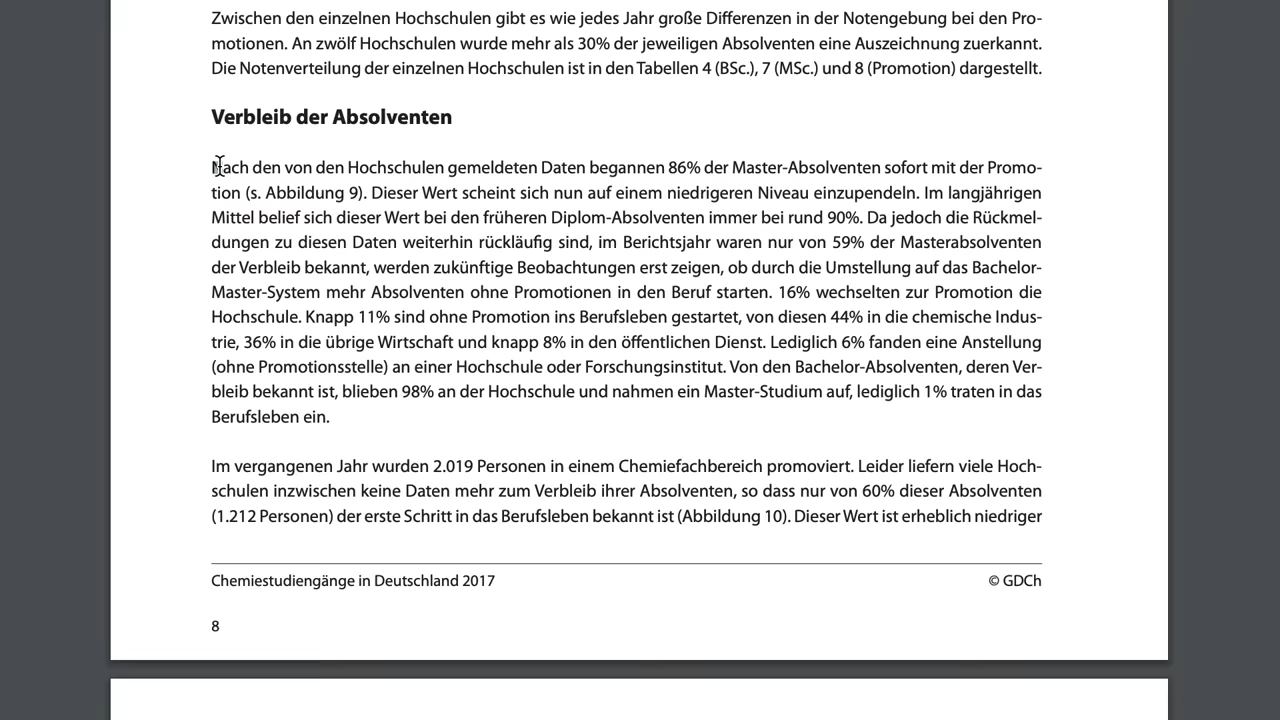 Zwischen den einzelnen Hochschulen gibt es wie jedes Jahr große Differenzen in der Notengebung bei den Pro-
motionen. An zwölf Hochschulen wurde mehr als 30% der jeweiligen Absolventen eine Auszeichnung zuerkannt.
Die Notenverteilung der einzelnen Hochschulen ist in den Tabellen 4 (BSc.), 7 (MSc.) und 8 (Promotion) dargestellt.
Verbleib der Absolventen
Nach den von den Hochschulen gemeldeten Daten begannen 86% der Master-Absolventen sofort mit der Promo-
tion (s. Abbildung 9). Dieser Wert scheint sich nun auf einem niedrigeren Niveau einzupendeln. Im langjährigen
Mittel belief sich dieser Wert bei den früheren Diplom-Absolventen immer bei rund 90%. Da jedoch die Rückmel-
dungen zu diesen Daten weiterhin rückläufig sind, im Berichtsjahr waren nur von 59% der Masterabsolventen
der Verbleib bekannt, werden zukünftige Beobachtungen erst zeigen, ob durch die Umstellung auf das Bachelor-
Master-System mehr Absolventen ohne Promotionen in den Beruf starten. 16% wechselten zur Promotion die
Hochschule. Knapp 11% sind ohne Promotion ins Berufsleben gestartet, von diesen 44% in die chemische Indus-
trie, 36% in die übrige Wirtschaft und knapp 8% in den öffentlichen Dienst. Lediglich 6% fanden eine Anstellung
(ohne Promotionsstelle) an einer Hochschule oder Forschungsinstitut. Von den Bachelor-Absolventen, deren Ver-
bleib bekannt ist, blieben 98% an der Hochschule und nahmen ein Master-Studium auf, lediglich 1% traten in das
Berufsleben ein.
Im vergangenen Jahr wurden 2.019 Personen in einem Chemiefachbereich promoviert. Leider liefern viele Hoch-
schulen inzwischen keine Daten mehr zum Verbleib ihrer Absolventen, so dass nur von 60% dieser Absolventen
(1.212 Personen) der erste Schritt in das Berufsleben bekannt ist (Abbildung 10). Dieser Wert ist erheblich niedriger
Chemiestudiengänge in Deutschland 2017
© GDCh
8